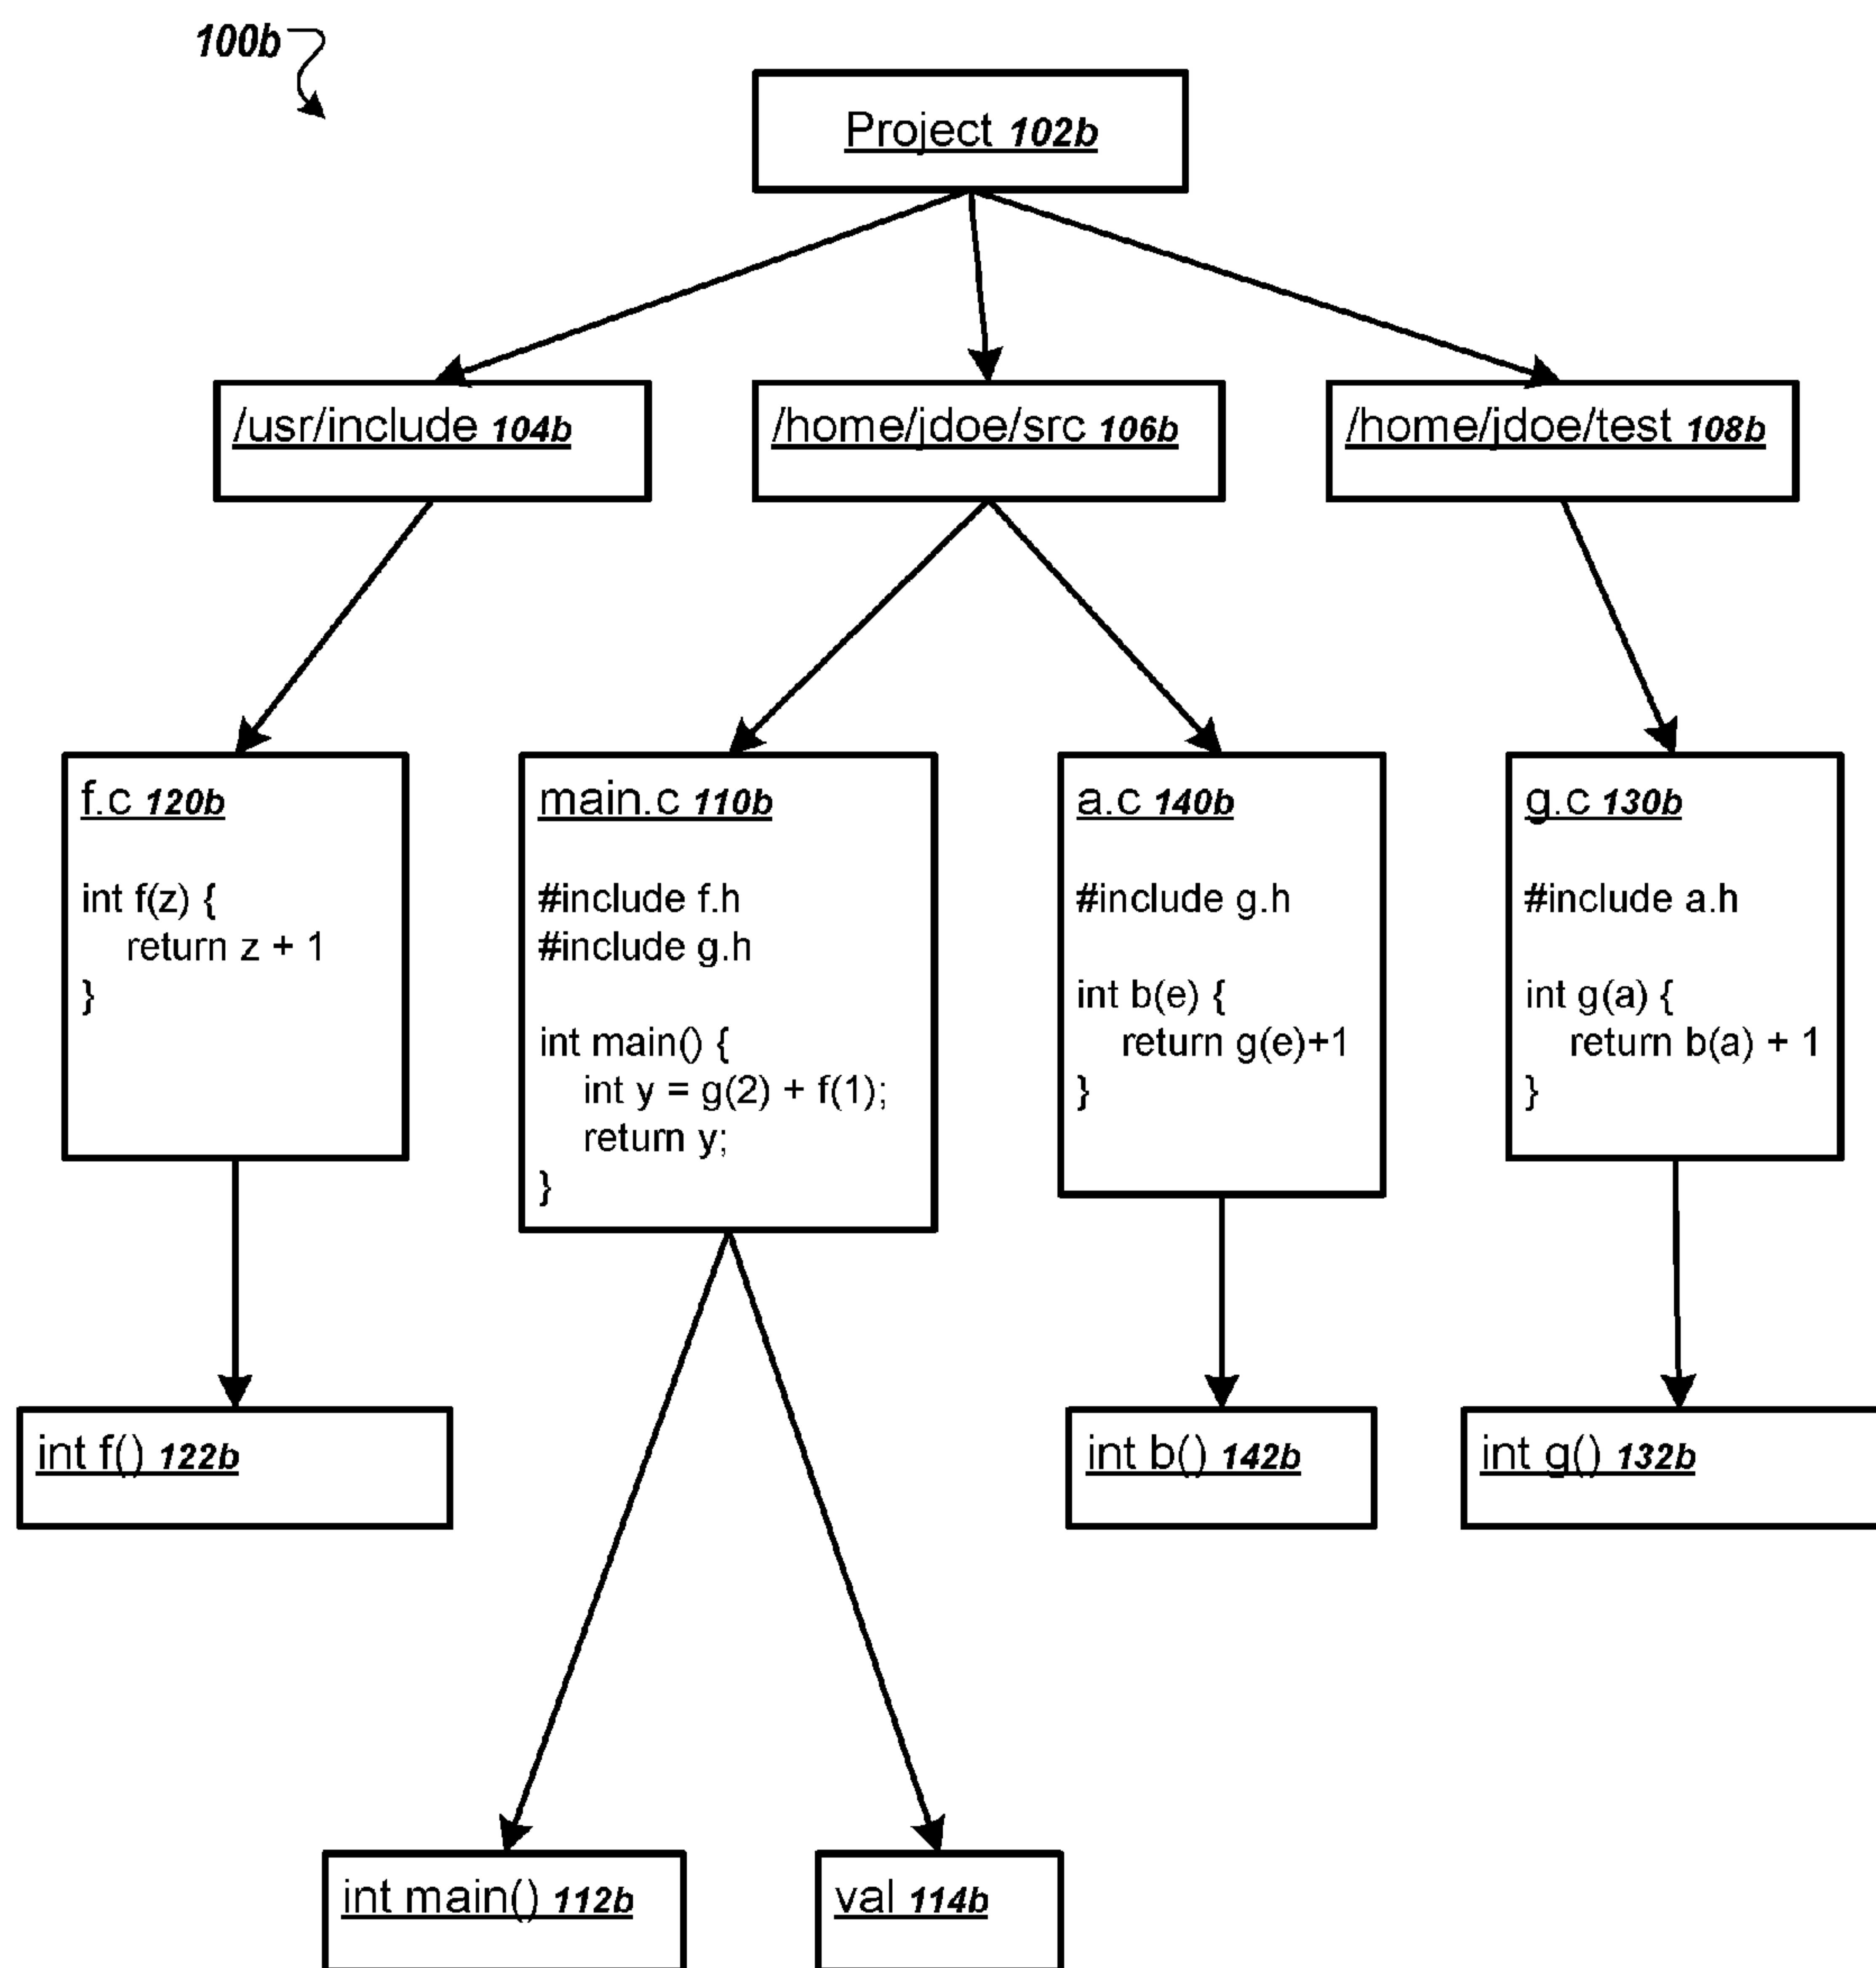 100b
Project 102b
/usr/include 104b
/home/jdoe/src 106b
/home/jdoe/test 108b
f.c 120b
int f(z) {
return z + 1
}
main.c 110b
#include f.h
#include g.h
int main() {
int y = g(2) + f(1);
return y;
}
a.c 140b
#include g.h
int b(e) {
return g(e)+1
}
g.c 130b
#include a.h
int g(a) {
return b(a) + 1
}
int f() 122b
int b() 142b
int g() 132b
int main() 112b
val 114b